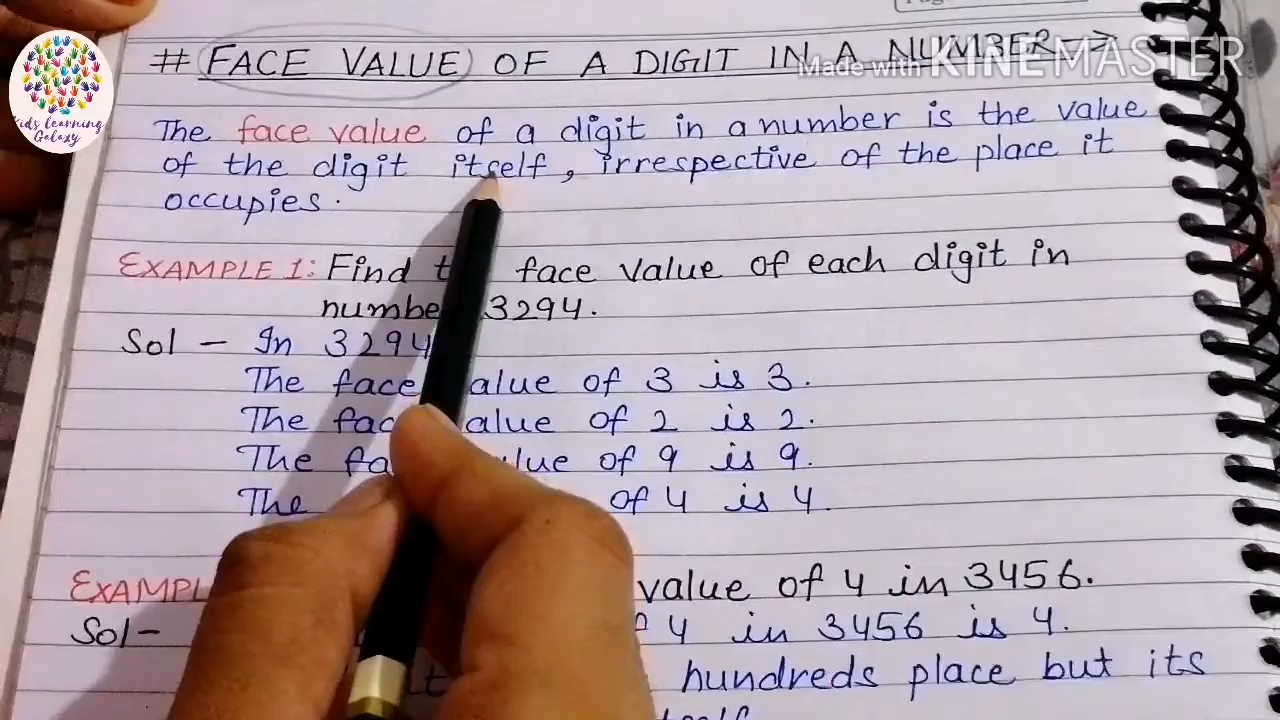 # FACE VALUE OF A DIGIT IN A NUMBER →
Made with KINEMASTER
Kids Learning
Galaxy
The face value of a digit in a number is the value
of the digit itself, irrespective of the place it
occupies.
EXAMPLE 1: Find face value of each digit in
number 3294.
Sol - In 3294
The face value of 3 is 3.
The face value of 2 is 2.
The value of 9 is 9.
The of 4 is 4.
value of 4 in 3456.
Sol - 4 in 3456 is 4.
hundreds place but its